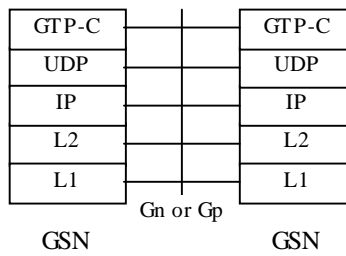 GTP-C GTP-C
UDP UDP
IP IP
L2 L2
L1 L1
Gn or Gp
GSN GSN